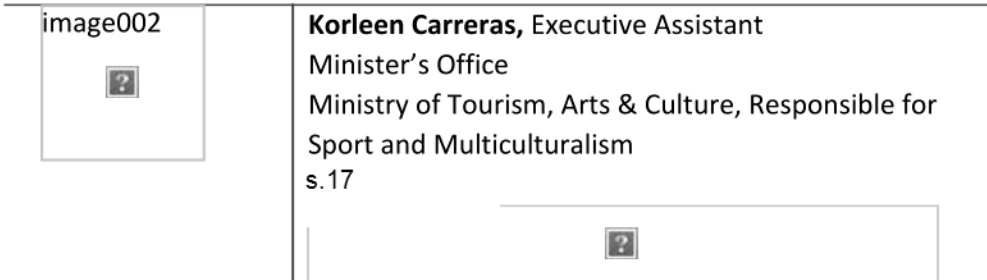 image002
Korleen Carreras, Executive Assistant
Minister’s Office
Ministry of Tourism, Arts & Culture, Responsible for
Sport and Multiculturalism
s.17